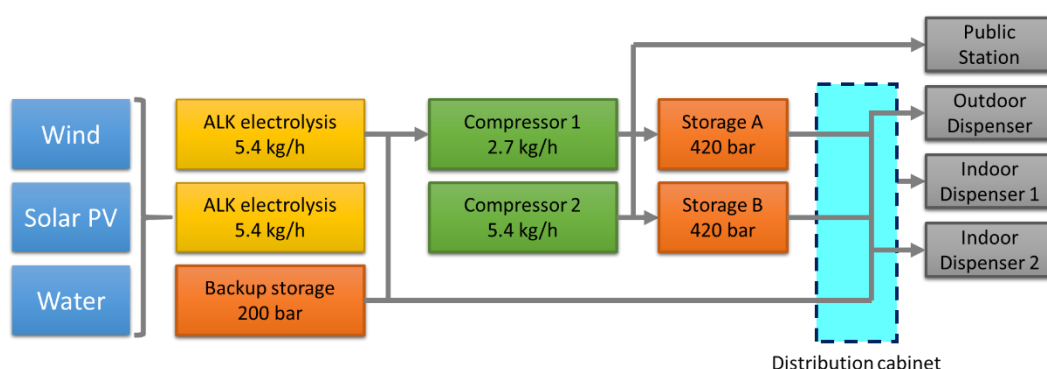 Wind
Solar PV
Water
ALK electrolysis
5.4 kg/h
ALK electrolysis
5.4 kg/h
Backup storage
200 bar
Compressor 1
2.7 kg/h
Compressor 2
5.4 kg/h
Storage A
420 bar
Storage B
420 bar
Distribution cabinet
Public
Station
Outdoor
Dispenser
Indoor
Dispenser 1
Indoor
Dispenser 2